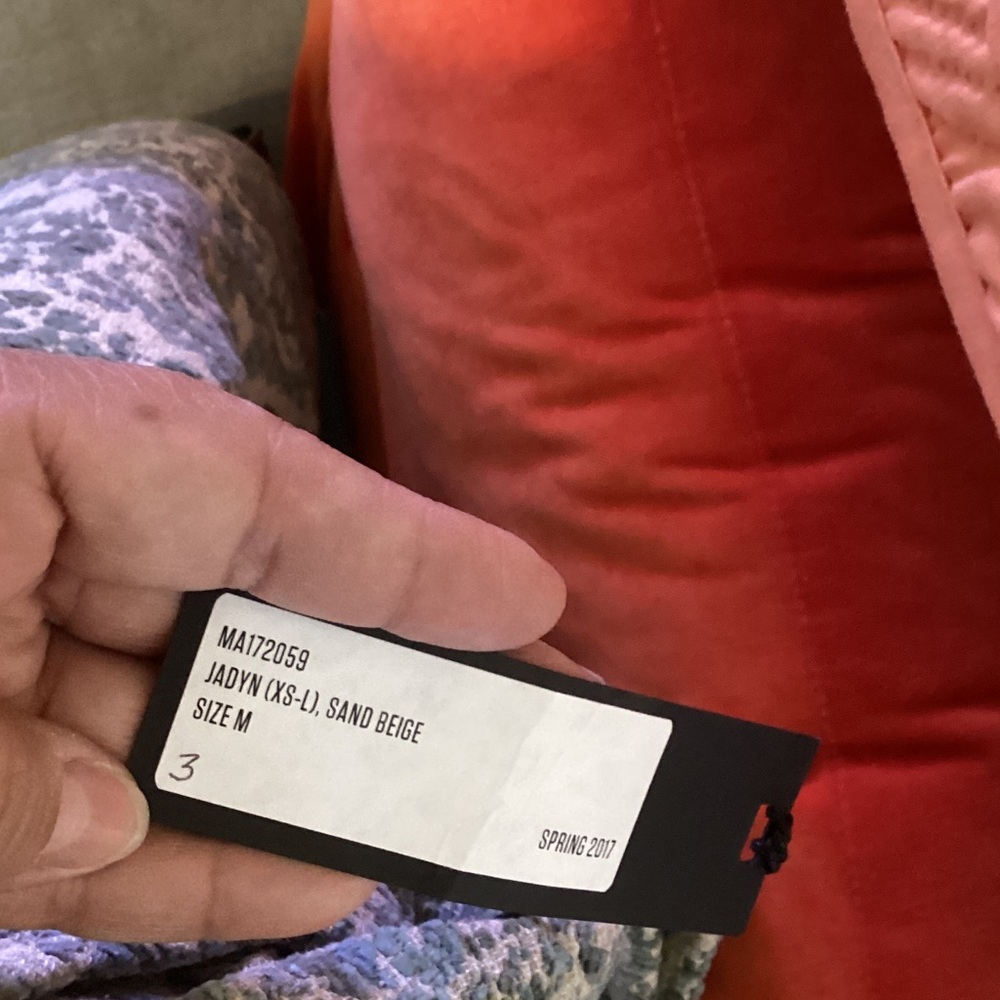 MA172059
JADYN (XS-L), SAND BEIGE
SIZE M
3
SPRING 2017